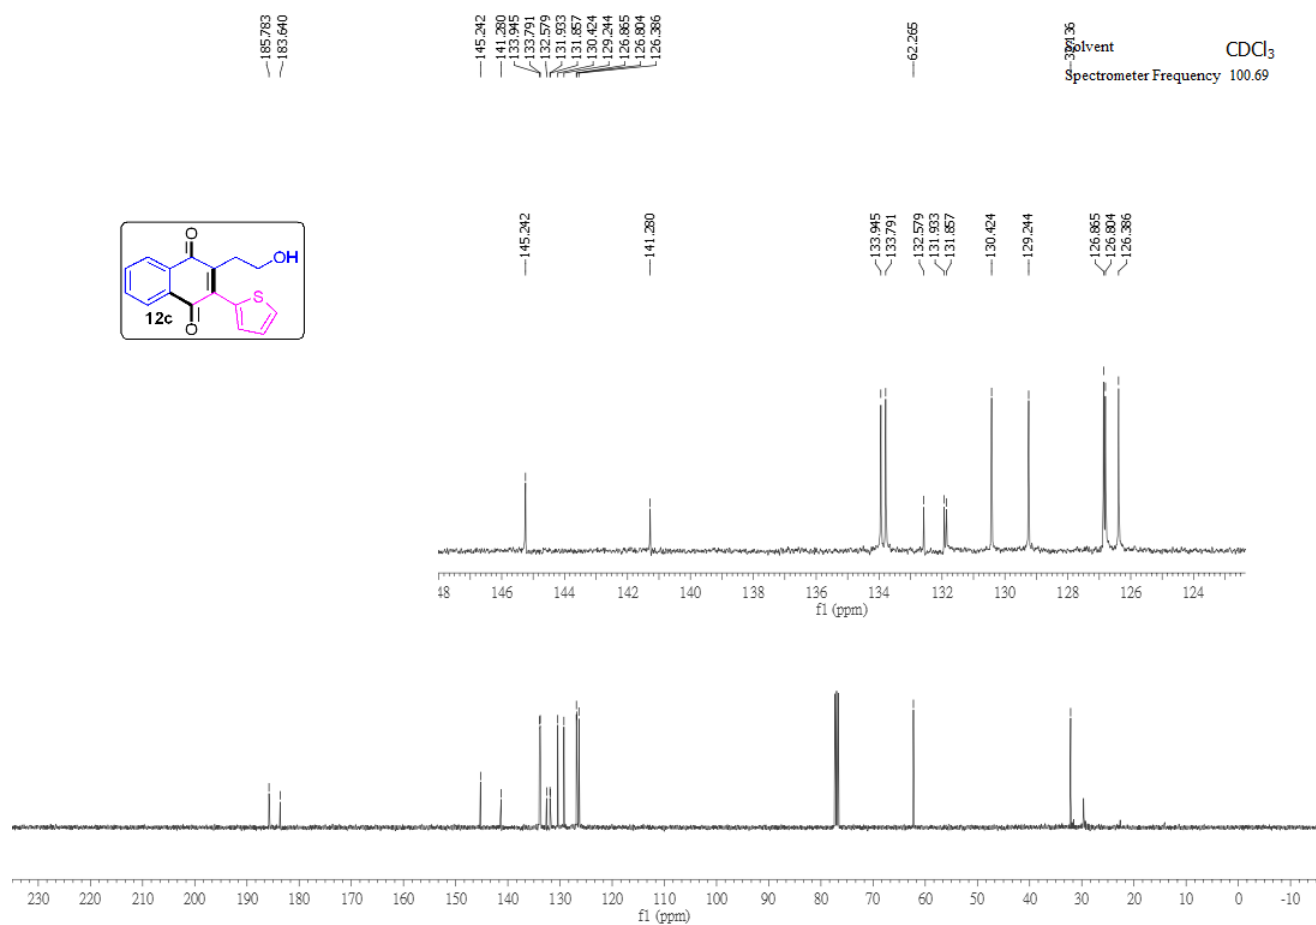 185.783
183.640
145.242
141.280
133.945
133.791
132.579
131.933
131.857
130.424
129.244
126.865
126.804
126.386
62.265
Solvent CDCl₃
Spectrometer Frequency 100.69
145.242
141.280
133.945
133.791
132.579
131.933
131.857
130.424
129.244
126.865
126.804
126.386
O
OH
S
12c
O
48 146 144 142 140 138 136 134 132 130 128 126 124
f1 (ppm)
230 220 210 200 190 180 170 160 150 140 130 120 110 100 90 80 70 60 50 40 30 20 10 0 -10
f1 (ppm)